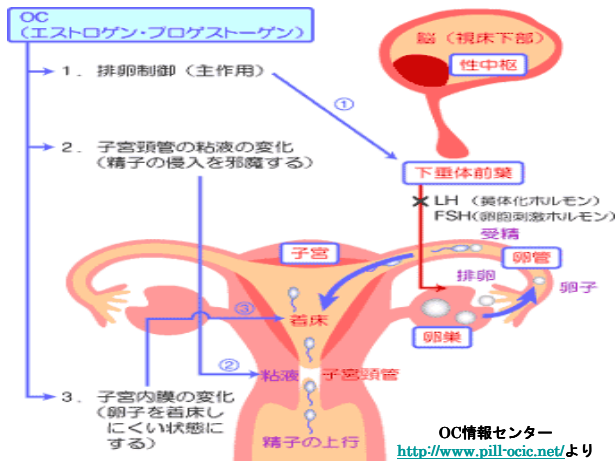 OC
(エストロゲン・プロゲストーゲン)
1. 排卵制御(主作用)
2. 子宮頸管の粘液の変化
(精子の侵入を邪魔する)
3. 子宮内膜の変化
(卵子を着床し
にくい状態に
する)
脳(視床下部)
性中枢
①
下垂体前葉
LH (黄体化ホルモン)
FSH(卵胞刺激ホルモン)
受精
子宮
卵管
排卵
卵子
③
着床
卵巣
②
粘液
子宮頸管
精子の上行
OC情報センター
http://www.pill-ocic.net/より